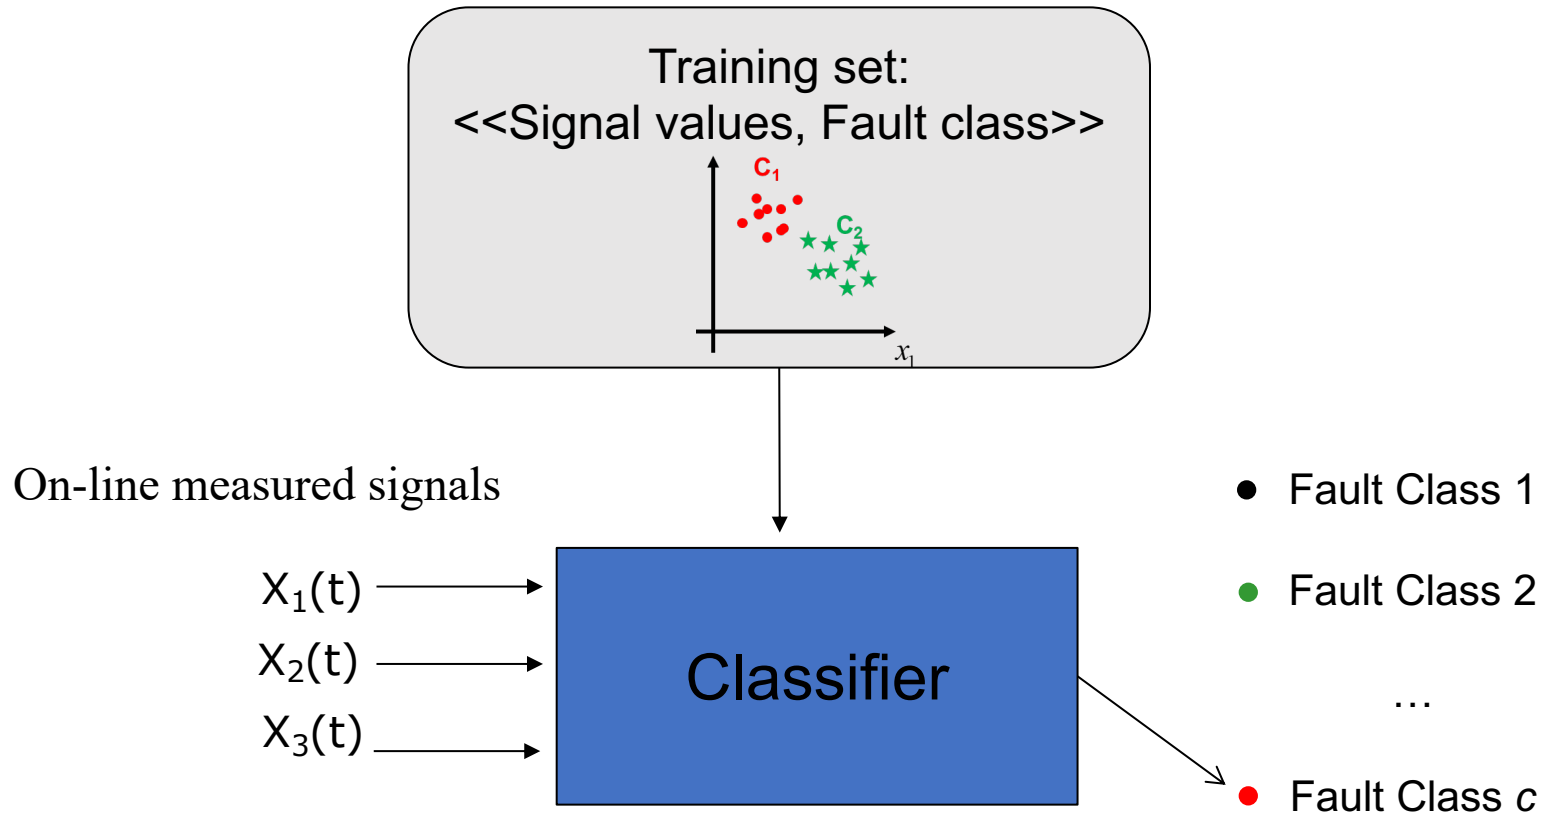 Training set:
<<Signal values, Fault class>>
C₁
C₂
x₁
On-line measured signals
X₁(t)
X₂(t)
X₃(t)
Classifier
Fault Class 1
Fault Class 2
...
Fault Class c